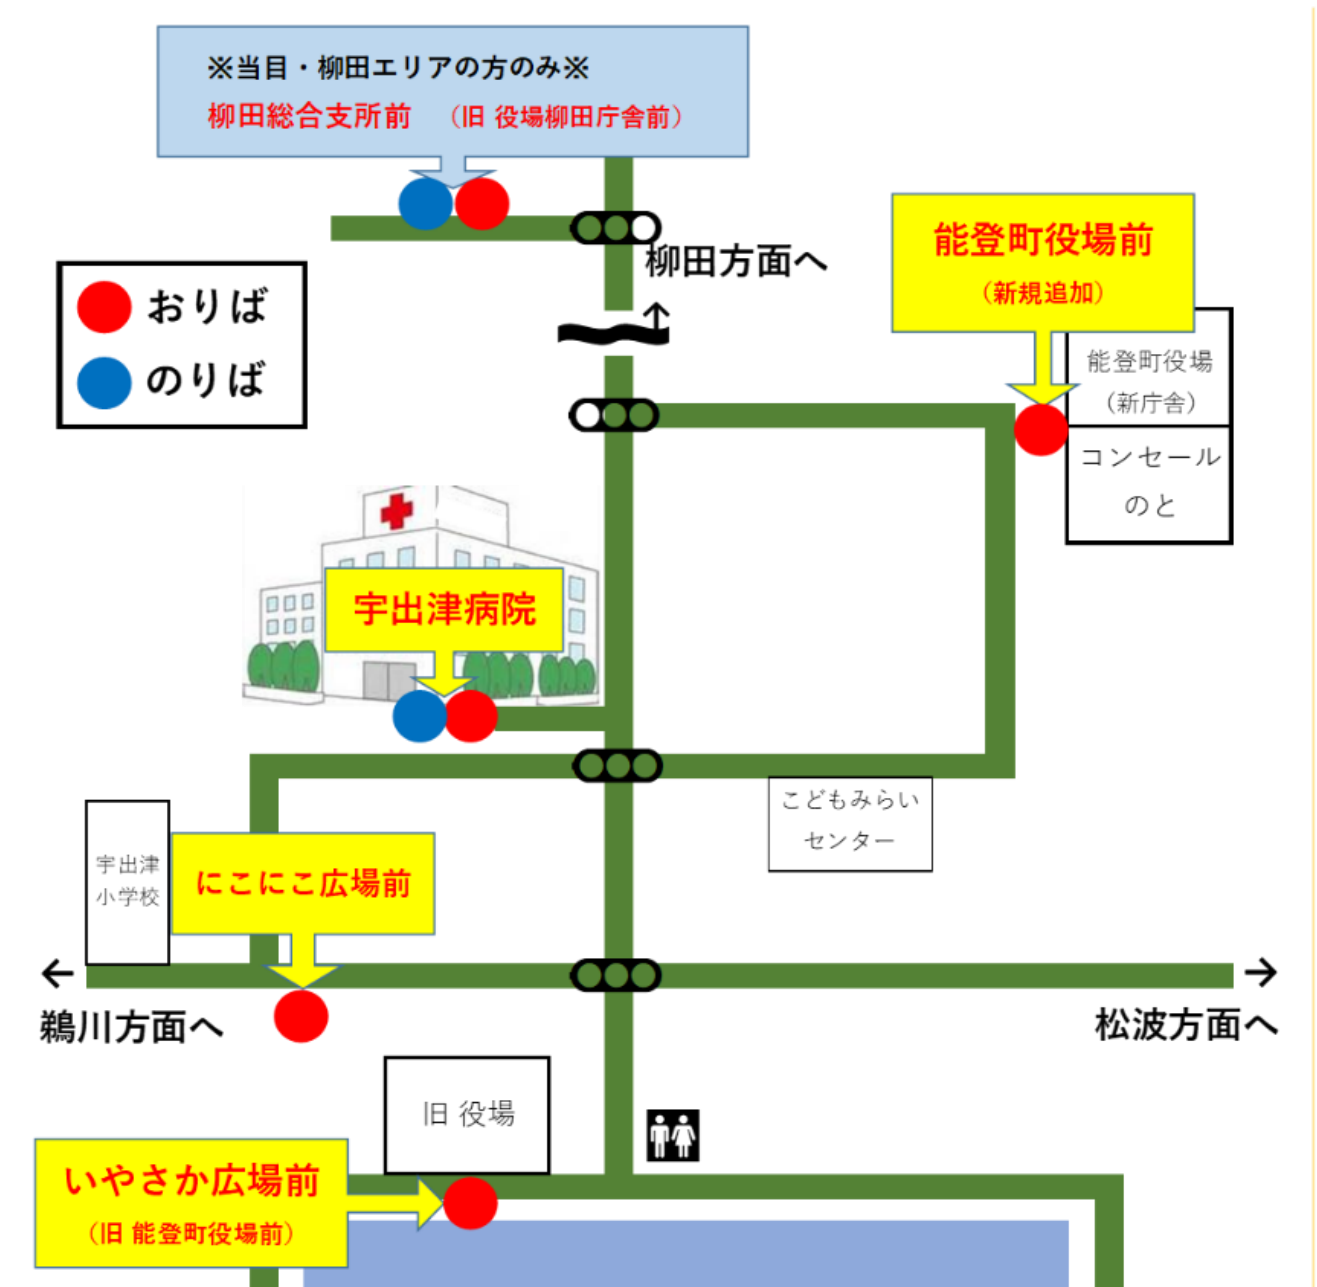 ※当目・柳田エリアの方のみ※
柳田総合支所前 （旧 役場柳田庁舎前）
柳田方面へ
能登町役場前
（新規追加）
おりば
のりば
能登町役場
（新庁舎）
コンセール
のと
宇出津病院
こどもみらい
センター
宇出津
小学校
にこにこ広場前
鵜川方面へ
松波方面へ
旧 役場
いやさか広場前
（旧 能登町役場前）